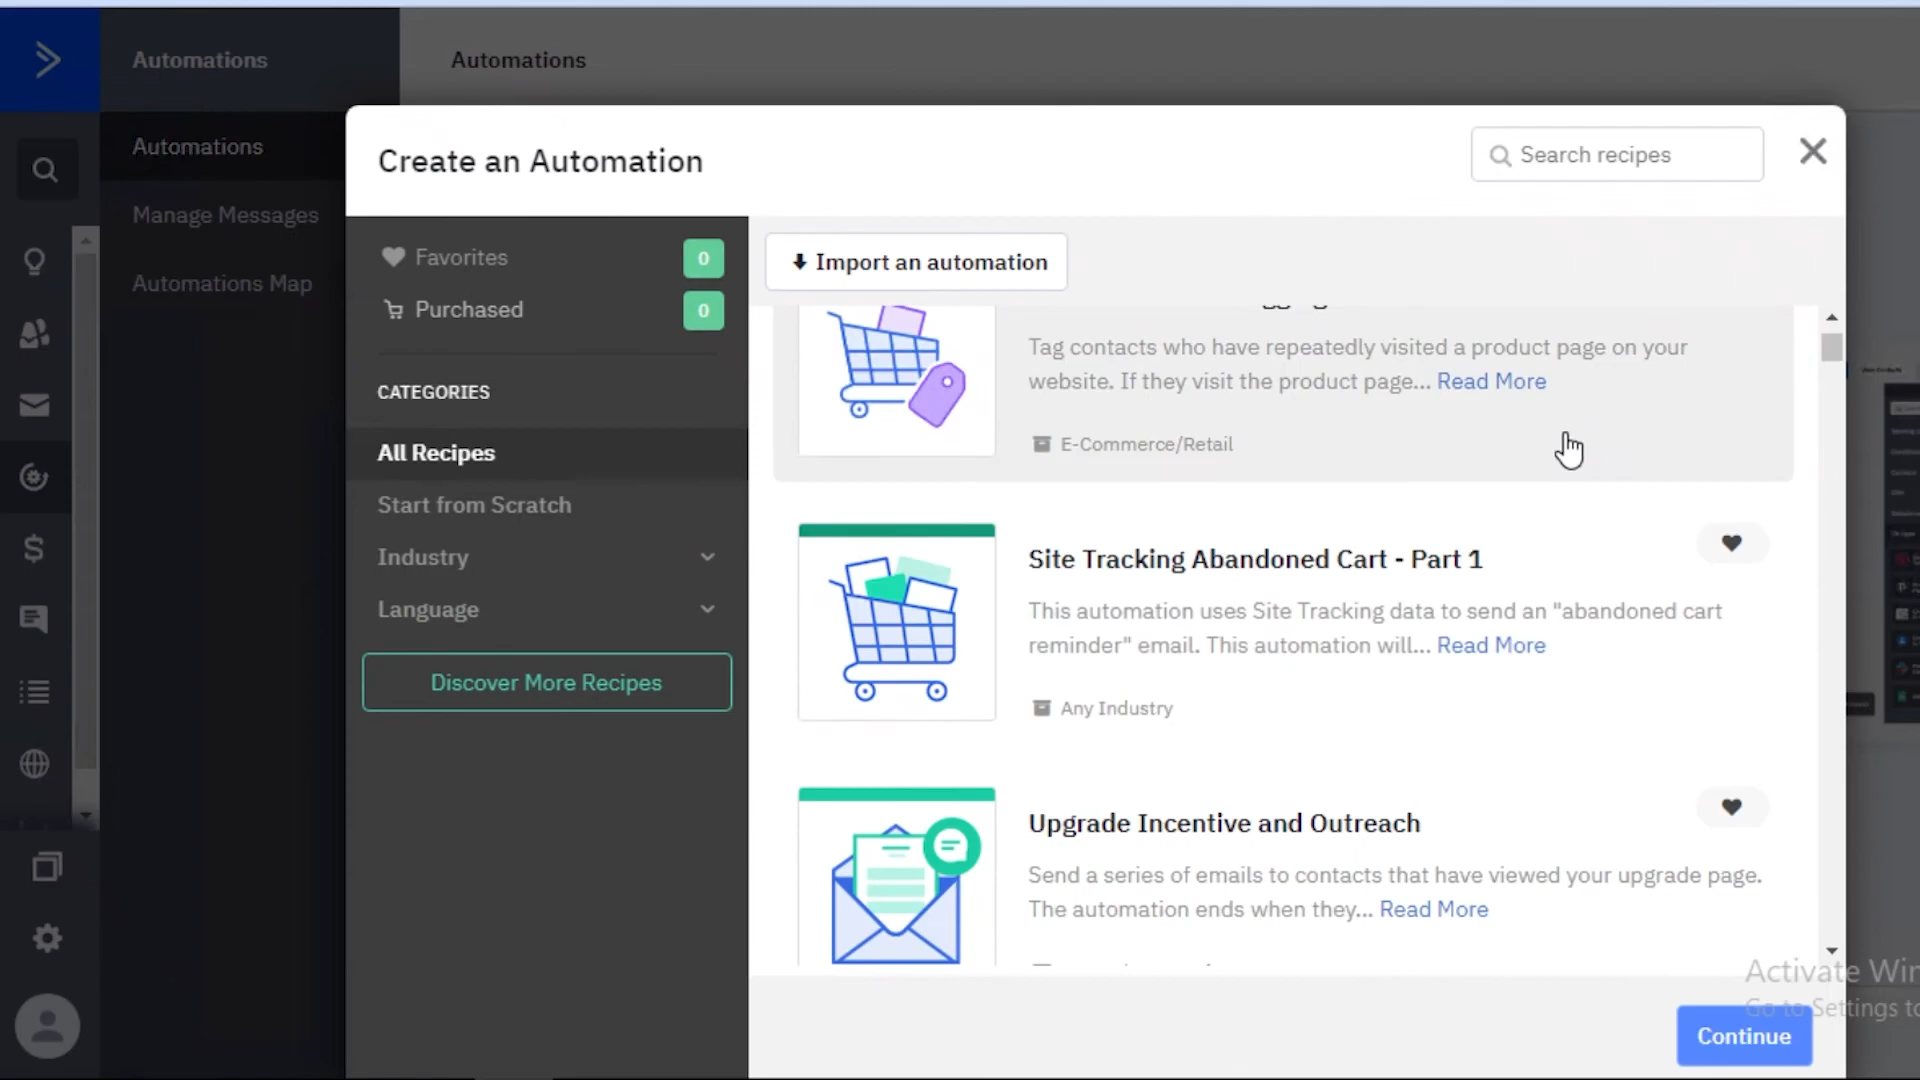 Automations
Automations
Automations
Manage Messages
Automations Map
Create an Automation
Search recipes
Favorites
0
Purchased
0
CATEGORIES
All Recipes
Start from Scratch
Industry
Language
Discover More Recipes
Import an automation
Tag contacts who have repeatedly visited a product page on your
website. If they visit the product page... Read More
E-Commerce/Retail
Site Tracking Abandoned Cart - Part 1
This automation uses Site Tracking data to send an "abandoned cart
reminder" email. This automation will... Read More
Any Industry
Upgrade Incentive and Outreach
Send a series of emails to contacts that have viewed your upgrade page.
The automation ends when they... Read More
Activate Win
Go to Settings to
Continue